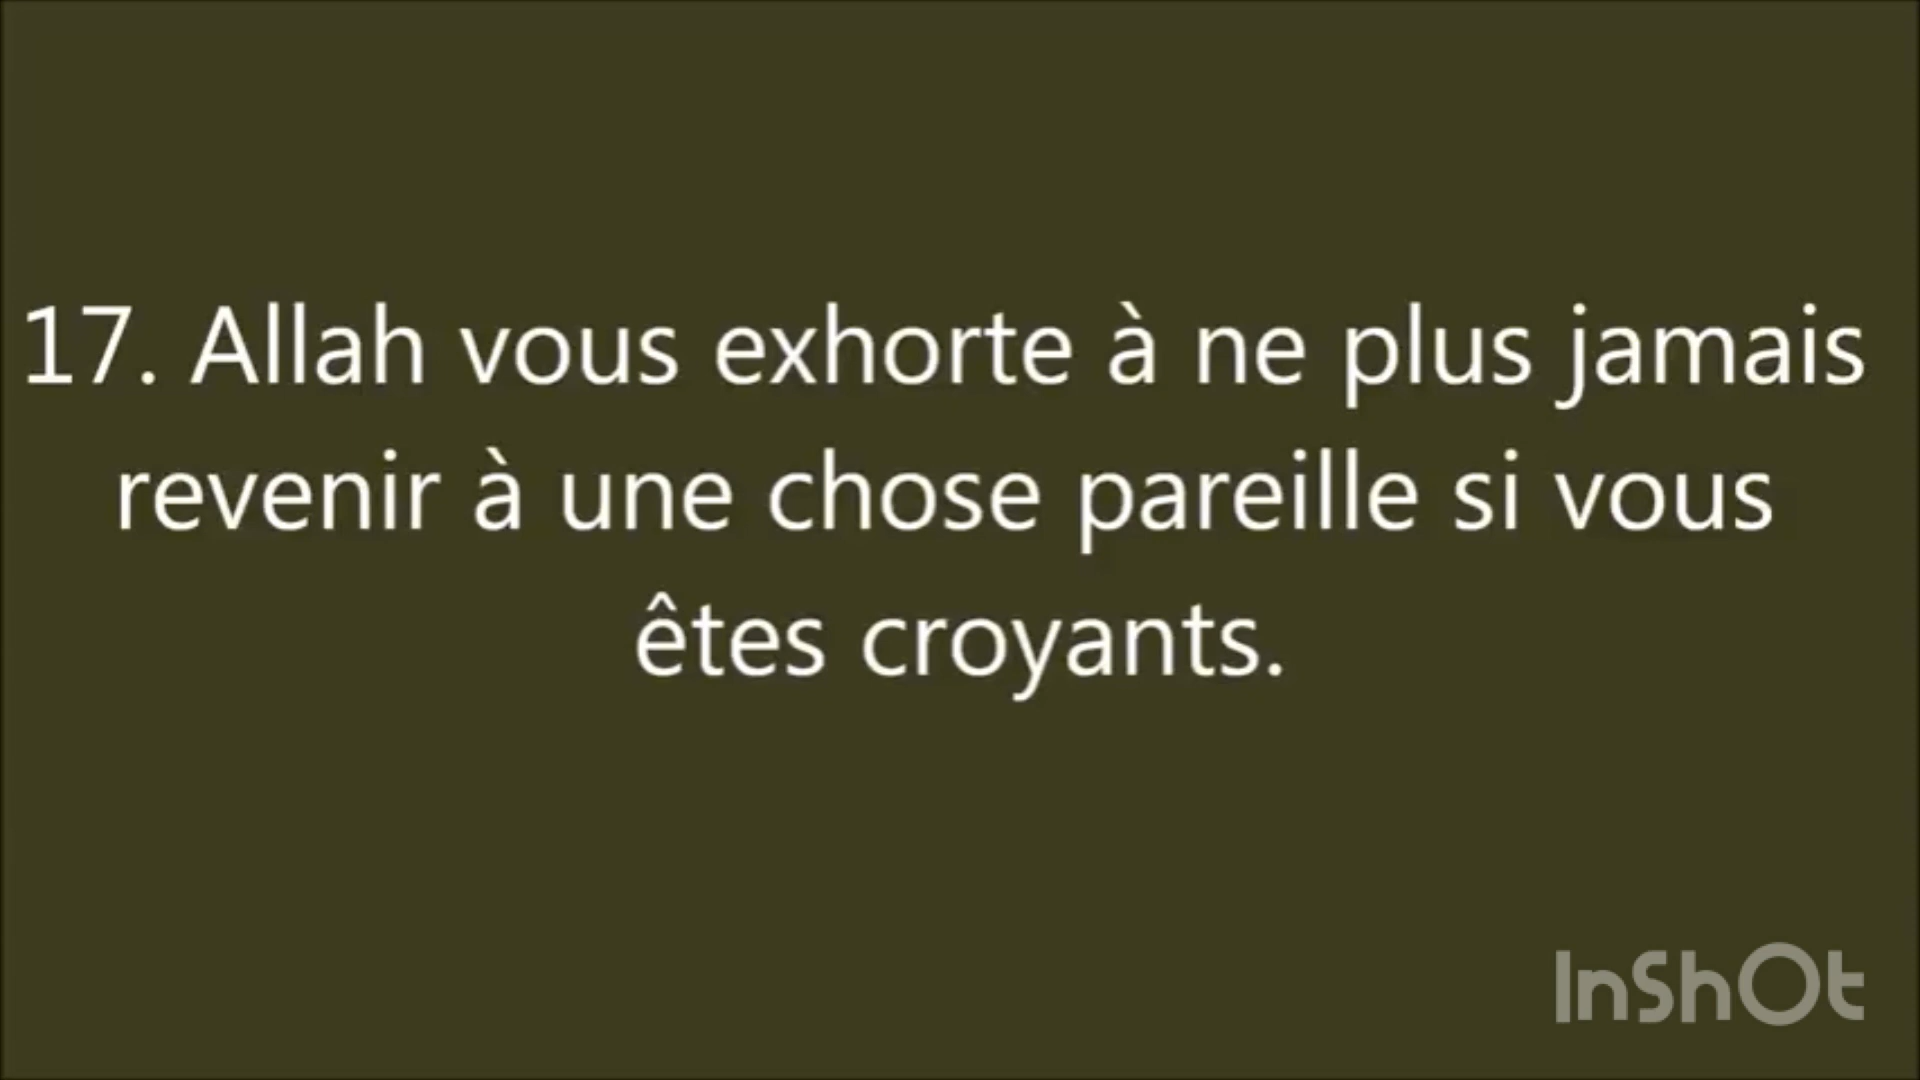 17. Allah vous exhorte à ne plus jamais
revenir à une chose pareille si vous
êtes croyants.
InShOt